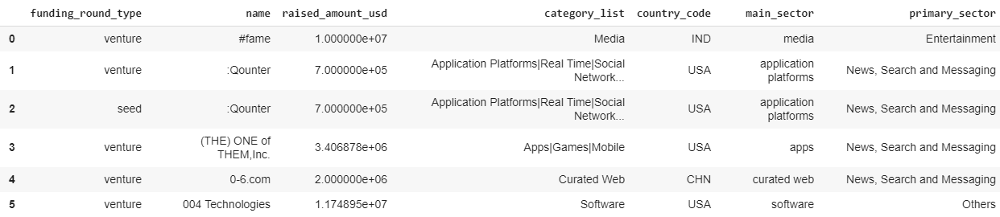 funding_round_type name raised_amount_usd category_list country_code main_sector primary_sector
0 venture #fame 1.000000e+07 Media IND media Entertainment
1 venture :Qounter 7.000000e+05 Application Platforms|Real Time|Social Network... USA application platforms News, Search and Messaging
2 seed :Qounter 7.000000e+05 Application Platforms|Real Time|Social Network... USA application platforms News, Search and Messaging
3 venture (THE) ONE of THEM,Inc. 3.406878e+06 Apps|Games|Mobile USA apps News, Search and Messaging
4 venture 0-6.com 2.000000e+06 Curated Web CHN curated web News, Search and Messaging
5 venture 004 Technologies 1.174895e+07 Software USA software Others